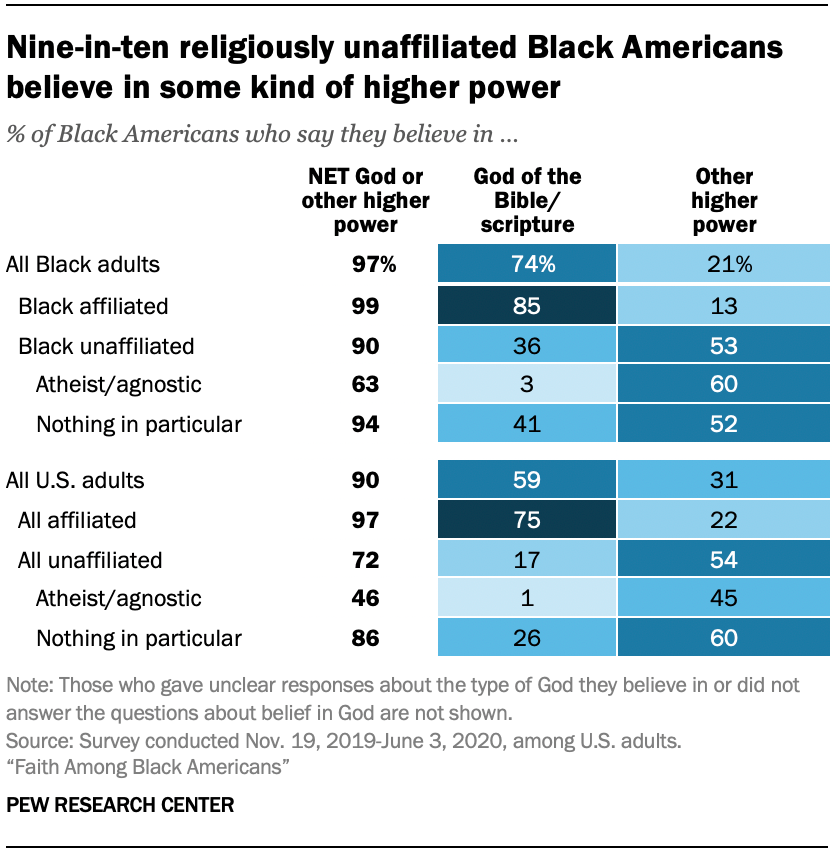 Nine-in-ten religiously unaffiliated Black Americans
believe in some kind of higher power
% of Black Americans who say they believe in ...
NET God or other higher power God of the Bible/ scripture Other higher power
All Black adults 97% 74% 21%
Black affiliated 99 85 13
Black unaffiliated 90 36 53
Atheist/agnostic 63 3 60
Nothing in particular 94 41 52
All U.S. adults 90 59 31
All affiliated 97 75 22
All unaffiliated 72 17 54
Atheist/agnostic 46 1 45
Nothing in particular 86 26 60
Note: Those who gave unclear responses about the type of God they believe in or did not
answer the questions about belief in God are not shown.
Source: Survey conducted Nov. 19, 2019-June 3, 2020, among U.S. adults.
“Faith Among Black Americans”
PEW RESEARCH CENTER